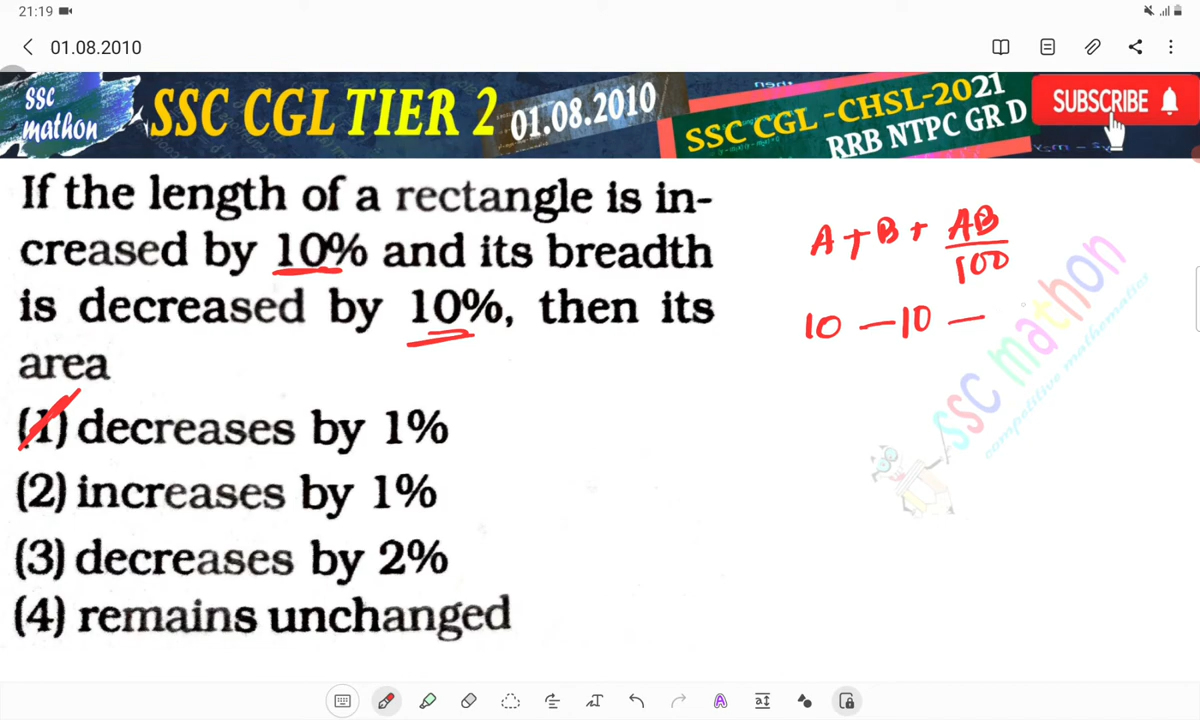 21:19
01.08.2010
SSC
mathon
SSC CGL TIER 2 01.08.2010
SSC CGL -CHSL-2021
RRB NTPC GR D
SUBSCRIBE
If the length of a rectangle is in-
creased by 10% and its breadth
is decreased by 10%, then its
area
(1) decreases by 1%
(2) increases by 1%
(3) decreases by 2%
(4) remains unchanged
A+B+ AB
100
10 —10 —
SSC mathon
competitive mathematics